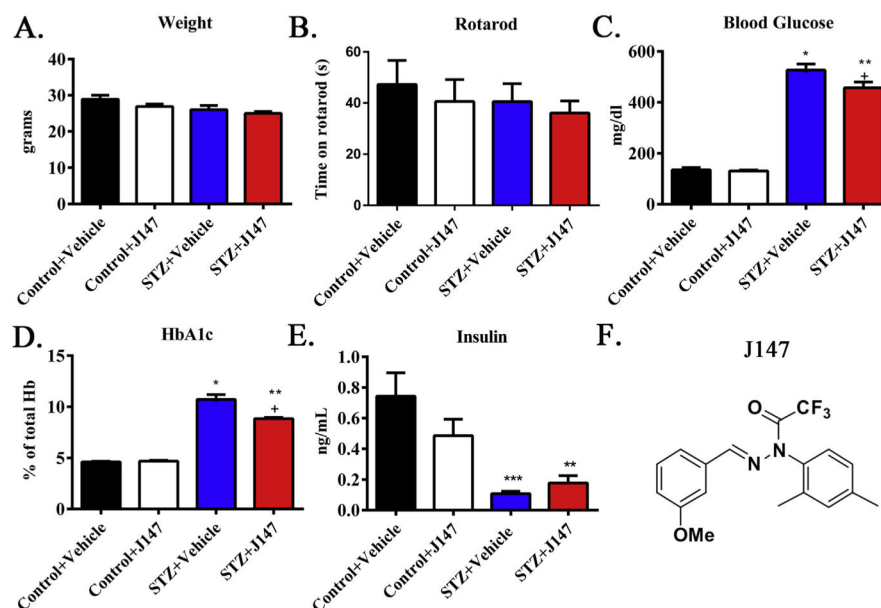 A.
Weight
grams
40
30
20
10
0
Control+Vehicle
Control+J147
STZ+Vehicle
STZ+J147
B.
Rotarod
Time on rotarod (s)
60
40
20
0
Control+Vehicle
Control+J147
STZ+Vehicle
STZ+J147
C.
Blood Glucose
mg/dl
600
400
200
0
*
**
+
Control+Vehicle
Control+J147
STZ+Vehicle
STZ+J147
D.
HbA1c
% of total Hb
15
10
5
0
*
**
+
Control+Vehicle
Control+J147
STZ+Vehicle
STZ+J147
E.
Insulin
ng/mL
1.0
0.8
0.6
0.4
0.2
0.0
***
**
Control+Vehicle
Control+J147
STZ+Vehicle
STZ+J147
F.
J147
O
CF3
N
N
OMe